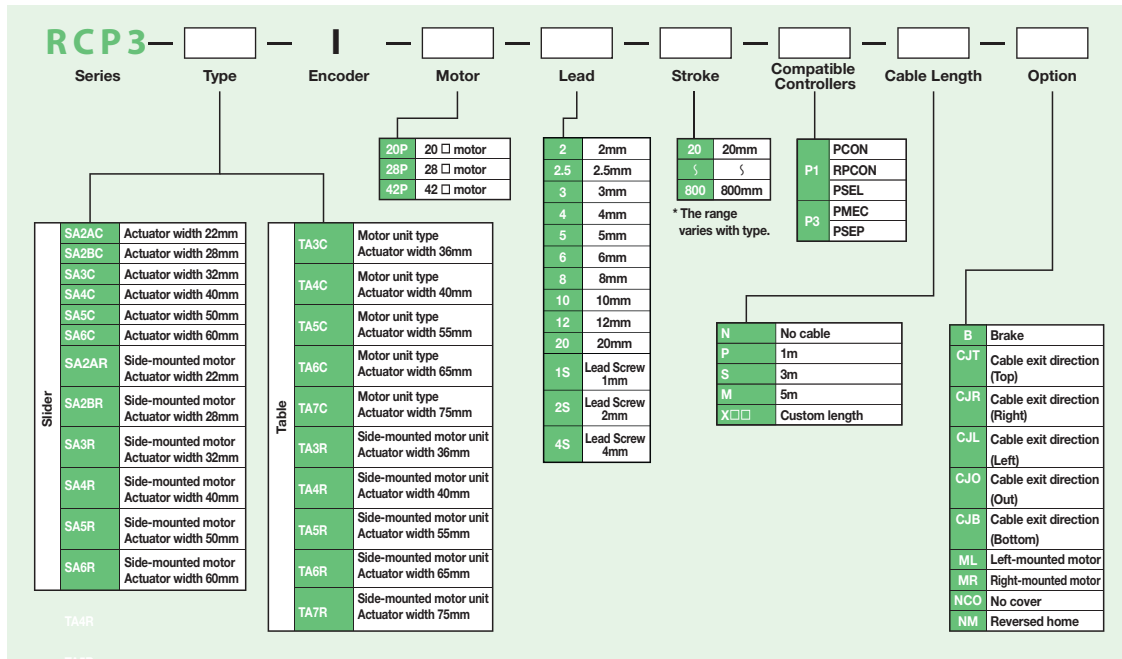 RCP3 — □ — I — □ — □ — □ — □ — □ — □
Series Type Encoder Motor Lead Stroke Compatible Controllers Cable Length Option
20P 20 □ motor
28P 28 □ motor
42P 42 □ motor
2 2mm
2.5 2.5mm
3 3mm
4 4mm
5 5mm
6 6mm
8 8mm
10 10mm
12 12mm
20 20mm
1S Lead Screw
1mm
2S Lead Screw
2mm
4S Lead Screw
4mm
20 20mm
800 800mm
* The range
varies with type.
P1 PCON
RPCON
PSEL
P3 PMEC
PSEP
Slider
SA2AC Actuator width 22mm
SA2BC Actuator width 28mm
SA3C Actuator width 32mm
SA4C Actuator width 40mm
SA5C Actuator width 50mm
SA6C Actuator width 60mm
SA2AR Side-mounted motor
Actuator width 22mm
SA2BR Side-mounted motor
Actuator width 28mm
SA3R Side-mounted motor
Actuator width 32mm
SA4R Side-mounted motor
Actuator width 40mm
SA5R Side-mounted motor
Actuator width 50mm
SA6R Side-mounted motor
Actuator width 60mm
TA4R
Table
TA3C Motor unit type
Actuator width 36mm
TA4C Motor unit type
Actuator width 40mm
TA5C Motor unit type
Actuator width 55mm
TA6C Motor unit type
Actuator width 65mm
TA7C Motor unit type
Actuator width 75mm
TA3R Side-mounted motor unit
Actuator width 36mm
TA4R Side-mounted motor unit
Actuator width 40mm
TA5R Side-mounted motor unit
Actuator width 55mm
TA6R Side-mounted motor unit
Actuator width 65mm
TA7R Side-mounted motor unit
Actuator width 75mm
N No cable
P 1m
S 3m
M 5m
X□□ Custom length
B Brake
CJT Cable exit direction
(Top)
CJR Cable exit direction
(Right)
CJL Cable exit direction
(Left)
CJO Cable exit direction
(Out)
CJB Cable exit direction
(Bottom)
ML Left-mounted motor
MR Right-mounted motor
NCO No cover
NM Reversed home